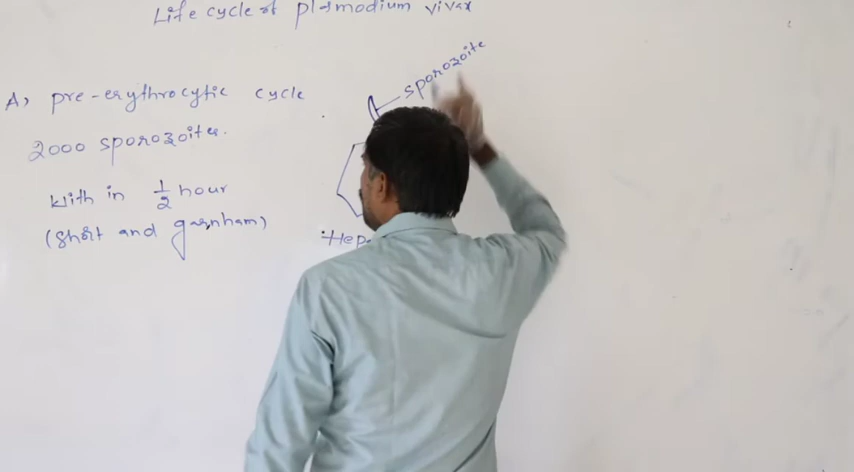 Life cycle of plasmodium vivax
A, pre-erythrocytic cycle
sporozoite
2000 sporozoites.
With in 1/2 hour
(Short and garnham)
Hep